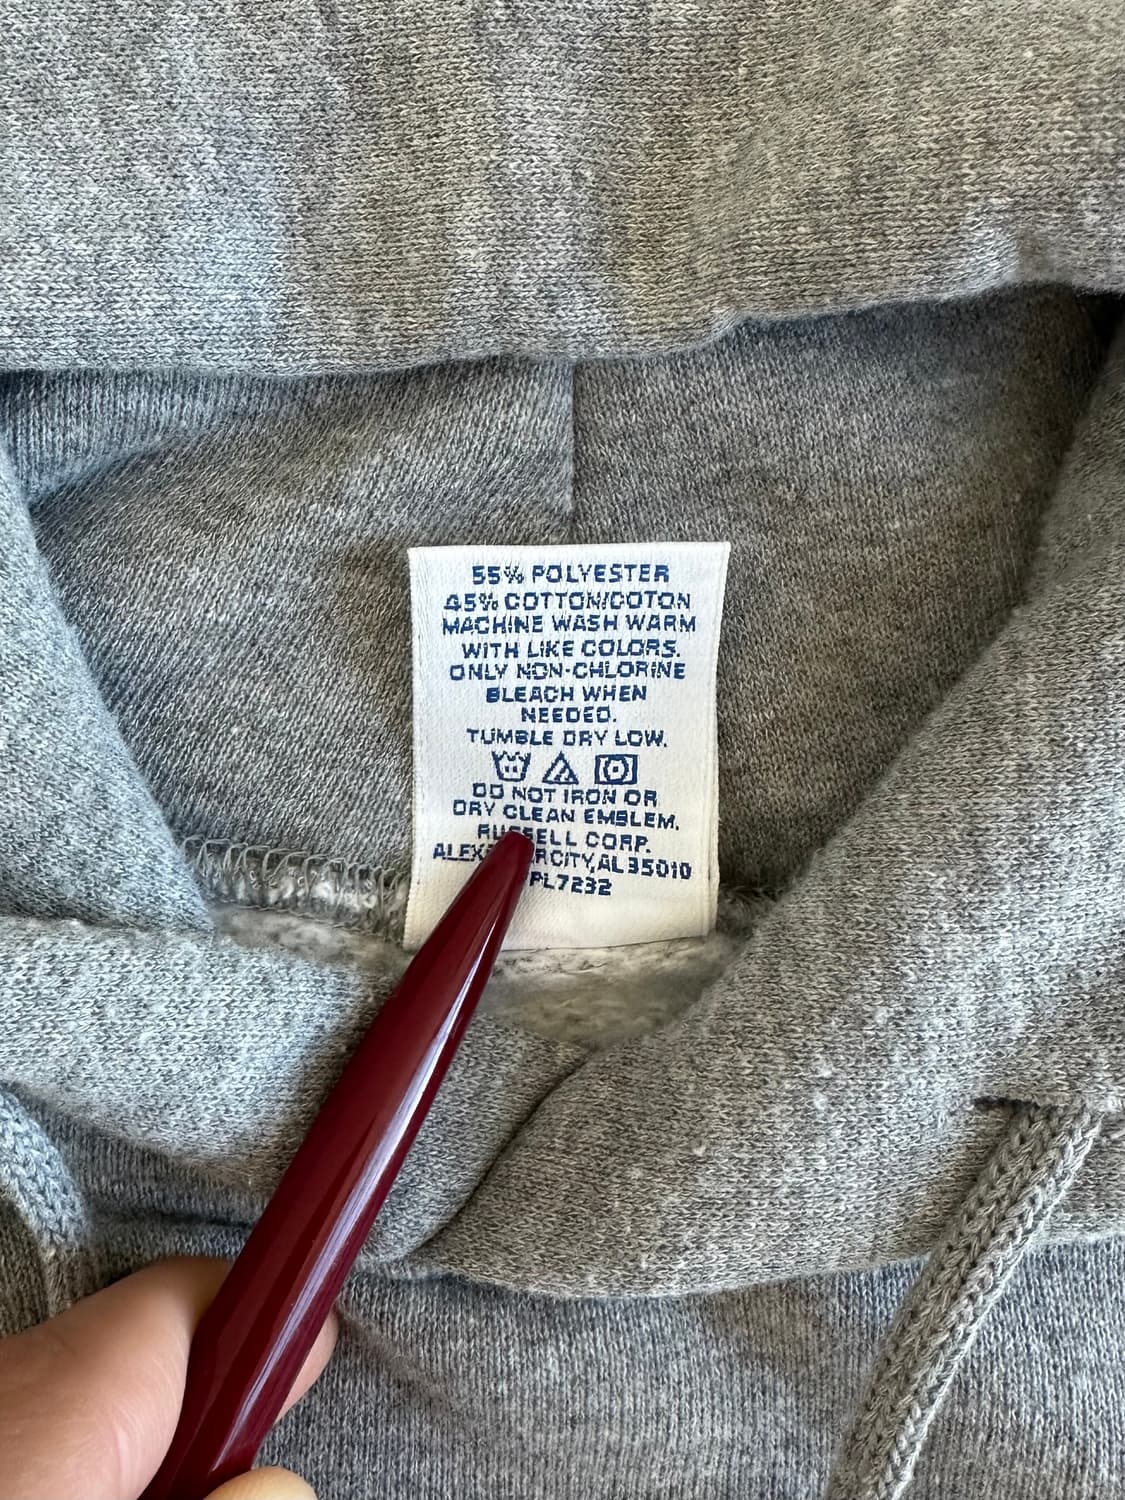 55% POLYESTER
45% COTTON/COTON
MACHINE WASH WARM
WITH LIKE COLORS.
ONLY NON-CHLORINE
BLEACH WHEN
NEEDED.
TUMBLE DRY LOW.
DO NOT IRON OR
DRY CLEAN EMBLEM.
RUSSELL CORP.
CITY, AL 35010